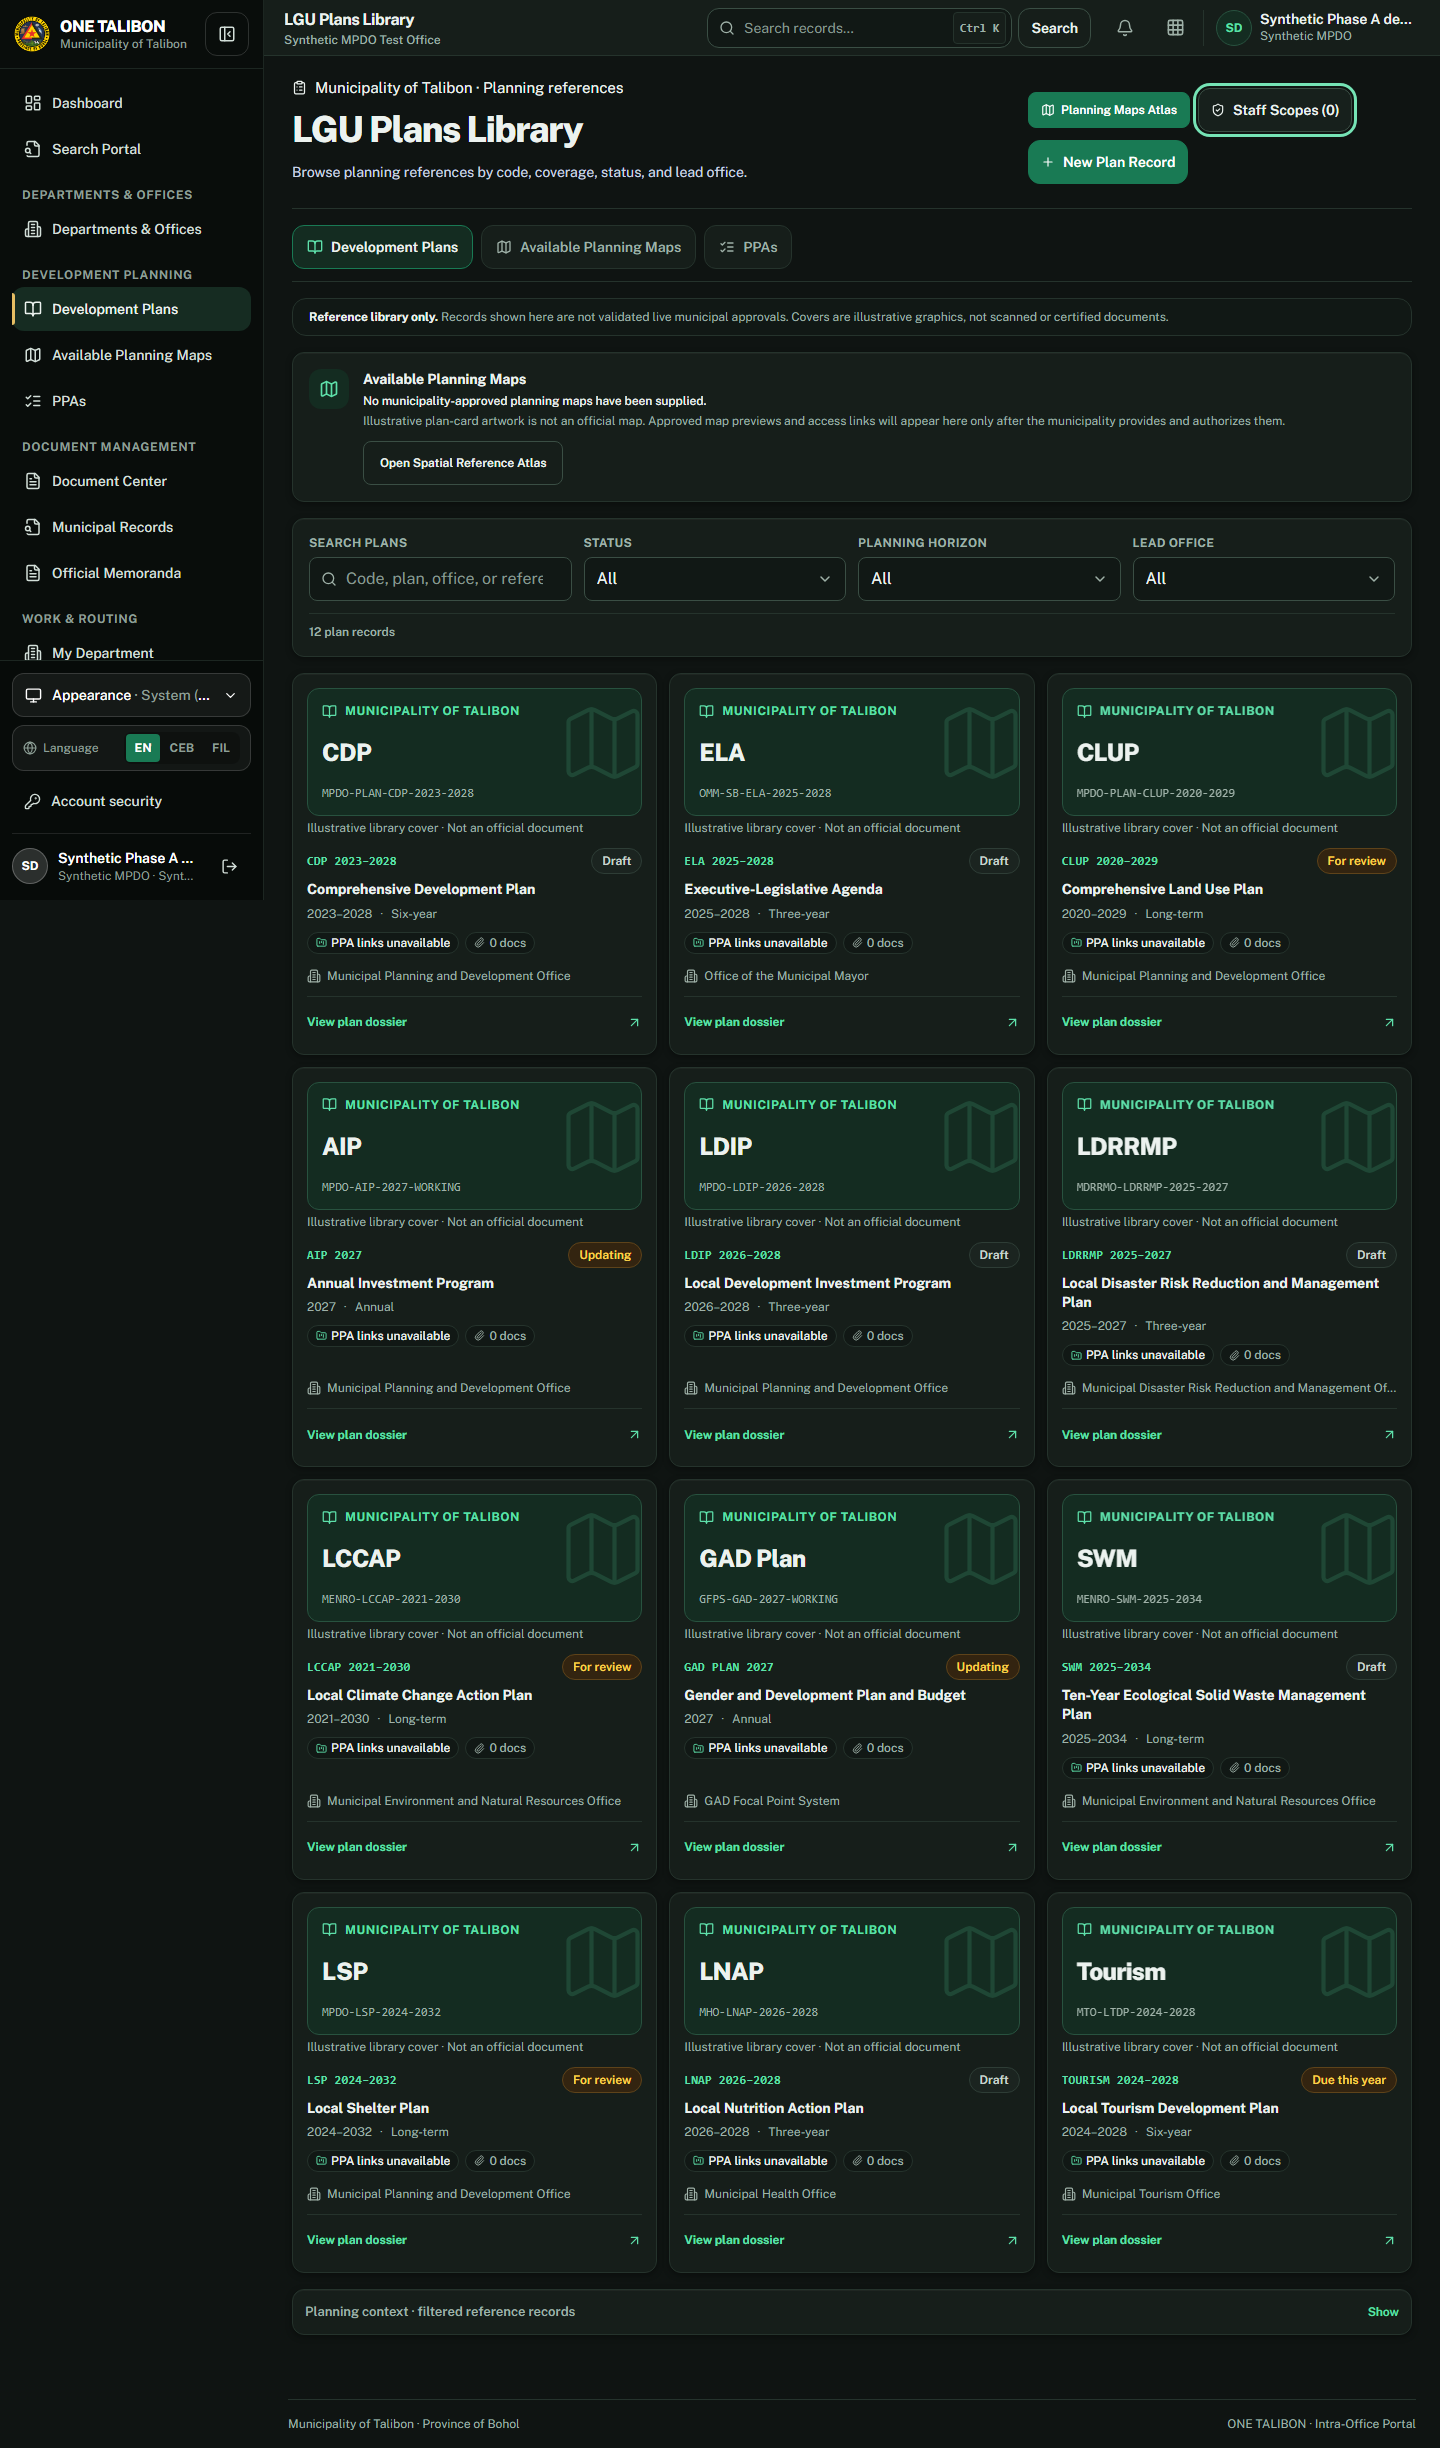 ONE TALIBON
Municipality of Talibon
LGU Plans Library
Synthetic MPDO Test Office
Search records...
Ctrl K
Search
SD
Synthetic Phase A de...
Synthetic MPDO
Dashboard
Search Portal
DEPARTMENTS & OFFICES
Departments & Offices
DEVELOPMENT PLANNING
Development Plans
Available Planning Maps
PPAs
DOCUMENT MANAGEMENT
Document Center
Municipal Records
Official Memoranda
WORK & ROUTING
My Department
Appearance · System (...
Language
EN
CEB
FIL
Account security
SD
Synthetic Phase A ...
Synthetic MPDO · Synt...
Municipality of Talibon · Planning references
LGU Plans Library
Browse planning references by code, coverage, status, and lead office.
Planning Maps Atlas
Staff Scopes (0)
New Plan Record
Development Plans
Available Planning Maps
PPAs
Reference library only. Records shown here are not validated live municipal approvals. Covers are illustrative graphics, not scanned or certified documents.
Available Planning Maps
No municipality-approved planning maps have been supplied.
Illustrative plan-card artwork is not an official map. Approved map previews and access links will appear here only after the municipality provides and authorizes them.
Open Spatial Reference Atlas
SEARCH PLANS
Code, plan, office, or refere
STATUS
All
PLANNING HORIZON
All
LEAD OFFICE
All
12 plan records
MUNICIPALITY OF TALIBON
CDP
MPDO-PLAN-CDP-2023-2028
Illustrative library cover · Not an official document
CDP 2023–2028
Draft
Comprehensive Development Plan
2023–2028 · Six-year
PPA links unavailable
0 docs
Municipal Planning and Development Office
View plan dossier
MUNICIPALITY OF TALIBON
ELA
OMM-SB-ELA-2025-2028
Illustrative library cover · Not an official document
ELA 2025–2028
Draft
Executive-Legislative Agenda
2025–2028 · Three-year
PPA links unavailable
0 docs
Office of the Municipal Mayor
View plan dossier
MUNICIPALITY OF TALIBON
CLUP
MPDO-PLAN-CLUP-2020-2029
Illustrative library cover · Not an official document
CLUP 2020–2029
For review
Comprehensive Land Use Plan
2020–2029 · Long-term
PPA links unavailable
0 docs
Municipal Planning and Development Office
View plan dossier
MUNICIPALITY OF TALIBON
AIP
MPDO-AIP-2027-WORKING
Illustrative library cover · Not an official document
AIP 2027
Updating
Annual Investment Program
2027 · Annual
PPA links unavailable
0 docs
Municipal Planning and Development Office
View plan dossier
MUNICIPALITY OF TALIBON
LDIP
MPDO-LDIP-2026-2028
Illustrative library cover · Not an official document
LDIP 2026–2028
Draft
Local Development Investment Program
2026–2028 · Three-year
PPA links unavailable
0 docs
Municipal Planning and Development Office
View plan dossier
MUNICIPALITY OF TALIBON
LDRRMP
MDRRMO-LDRRMP-2025-2027
Illustrative library cover · Not an official document
LDRRMP 2025–2027
Draft
Local Disaster Risk Reduction and Management
Plan
2025–2027 · Three-year
PPA links unavailable
0 docs
Municipal Disaster Risk Reduction and Management Of...
View plan dossier
MUNICIPALITY OF TALIBON
LCCAP
MENRO-LCCAP-2021-2030
Illustrative library cover · Not an official document
LCCAP 2021–2030
For review
Local Climate Change Action Plan
2021–2030 · Long-term
PPA links unavailable
0 docs
Municipal Environment and Natural Resources Office
View plan dossier
MUNICIPALITY OF TALIBON
GAD Plan
GFPS-GAD-2027-WORKING
Illustrative library cover · Not an official document
GAD PLAN 2027
Updating
Gender and Development Plan and Budget
2027 · Annual
PPA links unavailable
0 docs
GAD Focal Point System
View plan dossier
MUNICIPALITY OF TALIBON
SWM
MENRO-SWM-2025-2034
Illustrative library cover · Not an official document
SWM 2025–2034
Draft
Ten-Year Ecological Solid Waste Management
Plan
2025–2034 · Long-term
PPA links unavailable
0 docs
Municipal Environment and Natural Resources Office
View plan dossier
MUNICIPALITY OF TALIBON
LSP
MPDO-LSP-2024-2032
Illustrative library cover · Not an official document
LSP 2024–2032
For review
Local Shelter Plan
2024–2032 · Long-term
PPA links unavailable
0 docs
Municipal Planning and Development Office
View plan dossier
MUNICIPALITY OF TALIBON
LNAP
MHO-LNAP-2026-2028
Illustrative library cover · Not an official document
LNAP 2026–2028
Draft
Local Nutrition Action Plan
2026–2028 · Three-year
PPA links unavailable
0 docs
Municipal Health Office
View plan dossier
MUNICIPALITY OF TALIBON
Tourism
MTO-LTDP-2024-2028
Illustrative library cover · Not an official document
TOURISM 2024–2028
Due this year
Local Tourism Development Plan
2024–2028 · Six-year
PPA links unavailable
0 docs
Municipal Tourism Office
View plan dossier
Planning context · filtered reference records
Show
Municipality of Talibon · Province of Bohol
ONE TALIBON · Intra-Office Portal